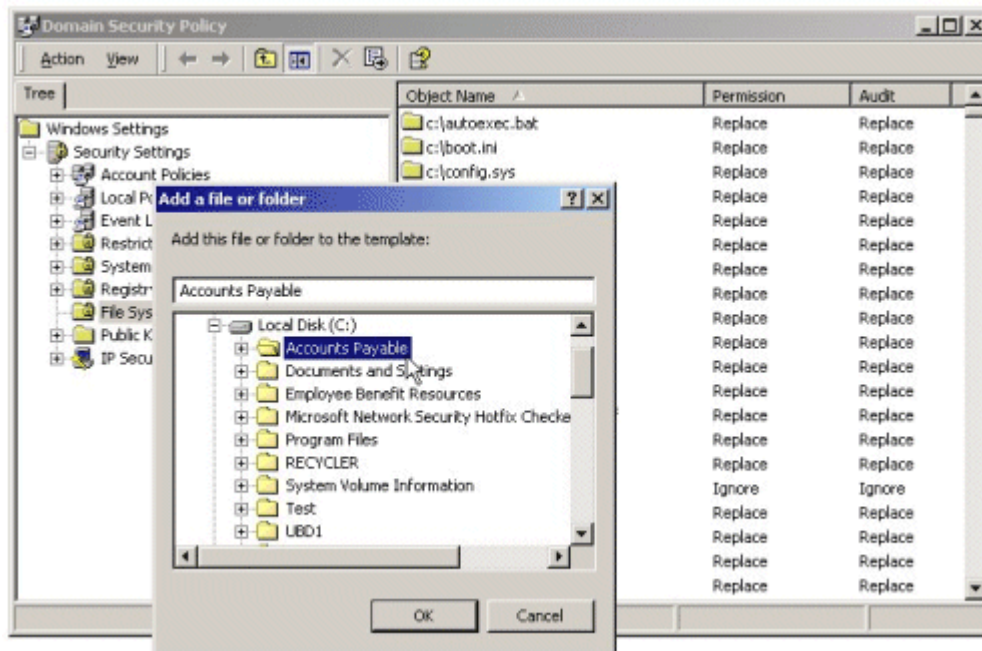 Domain Security Policy
Action View
Tree
Object Name Permission Audit
Windows Settings
Security Settings
Account Policies
Local Po
Event L
Restrict
System
Registr
File Sys
Public K
IP Secu
c:\autoexec.bat Replace Replace
c:\boot.ini Replace Replace
c:\config.sys Replace Replace
Replace Replace
Replace Replace
Replace Replace
Replace Replace
Replace Replace
Replace Replace
Replace Replace
Replace Replace
Replace Replace
Replace Replace
Replace Replace
Replace Replace
Ignore Ignore
Replace Replace
Replace Replace
Replace Replace
Replace Replace
Add a file or folder
Add this file or folder to the template:
Accounts Payable
Local Disk (C:)
Accounts Payable
Documents and Settings
Employee Benefit Resources
Microsoft Network Security Hotfix Checke
Program Files
RECYCLER
System Volume Information
Test
UBD1
OK Cancel